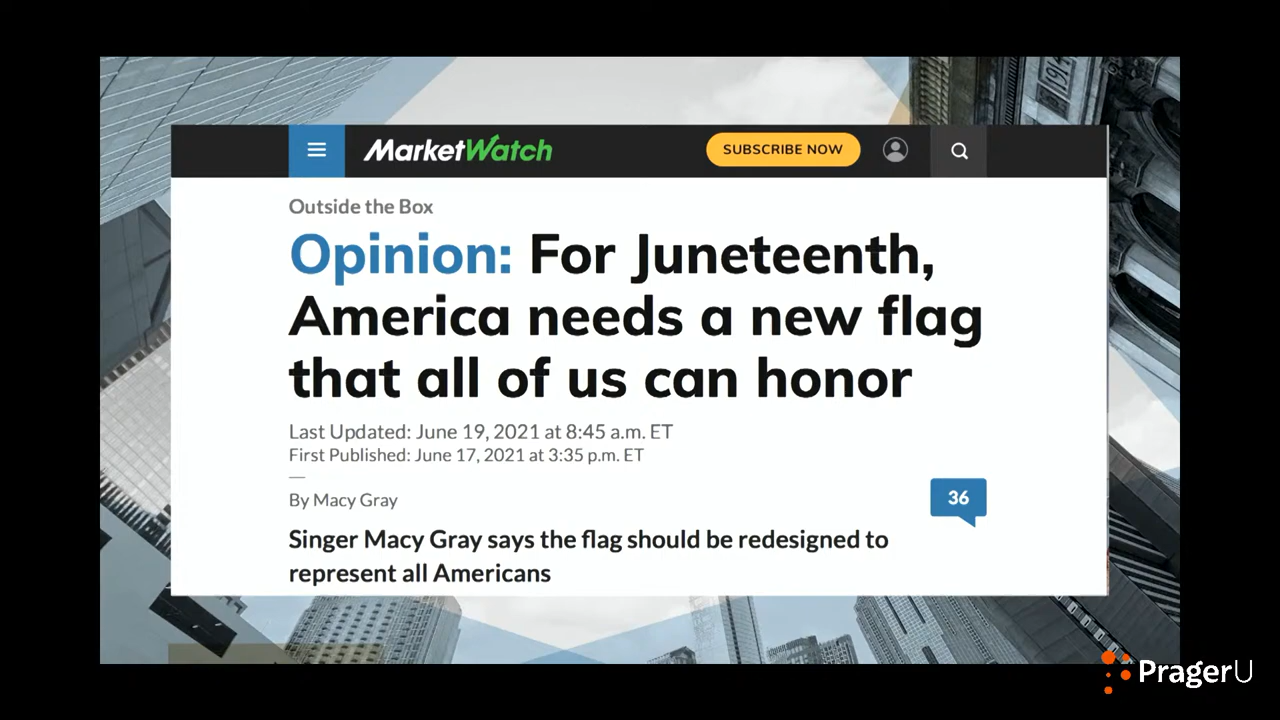 MarketWatch
SUBSCRIBE NOW
Outside the Box
Opinion: For Juneteenth,
America needs a new flag
that all of us can honor
Last Updated: June 19, 2021 at 8:45 a.m. ET
First Published: June 17, 2021 at 3:35 p.m. ET
By Macy Gray
36
Singer Macy Gray says the flag should be redesigned to
represent all Americans
PragerU